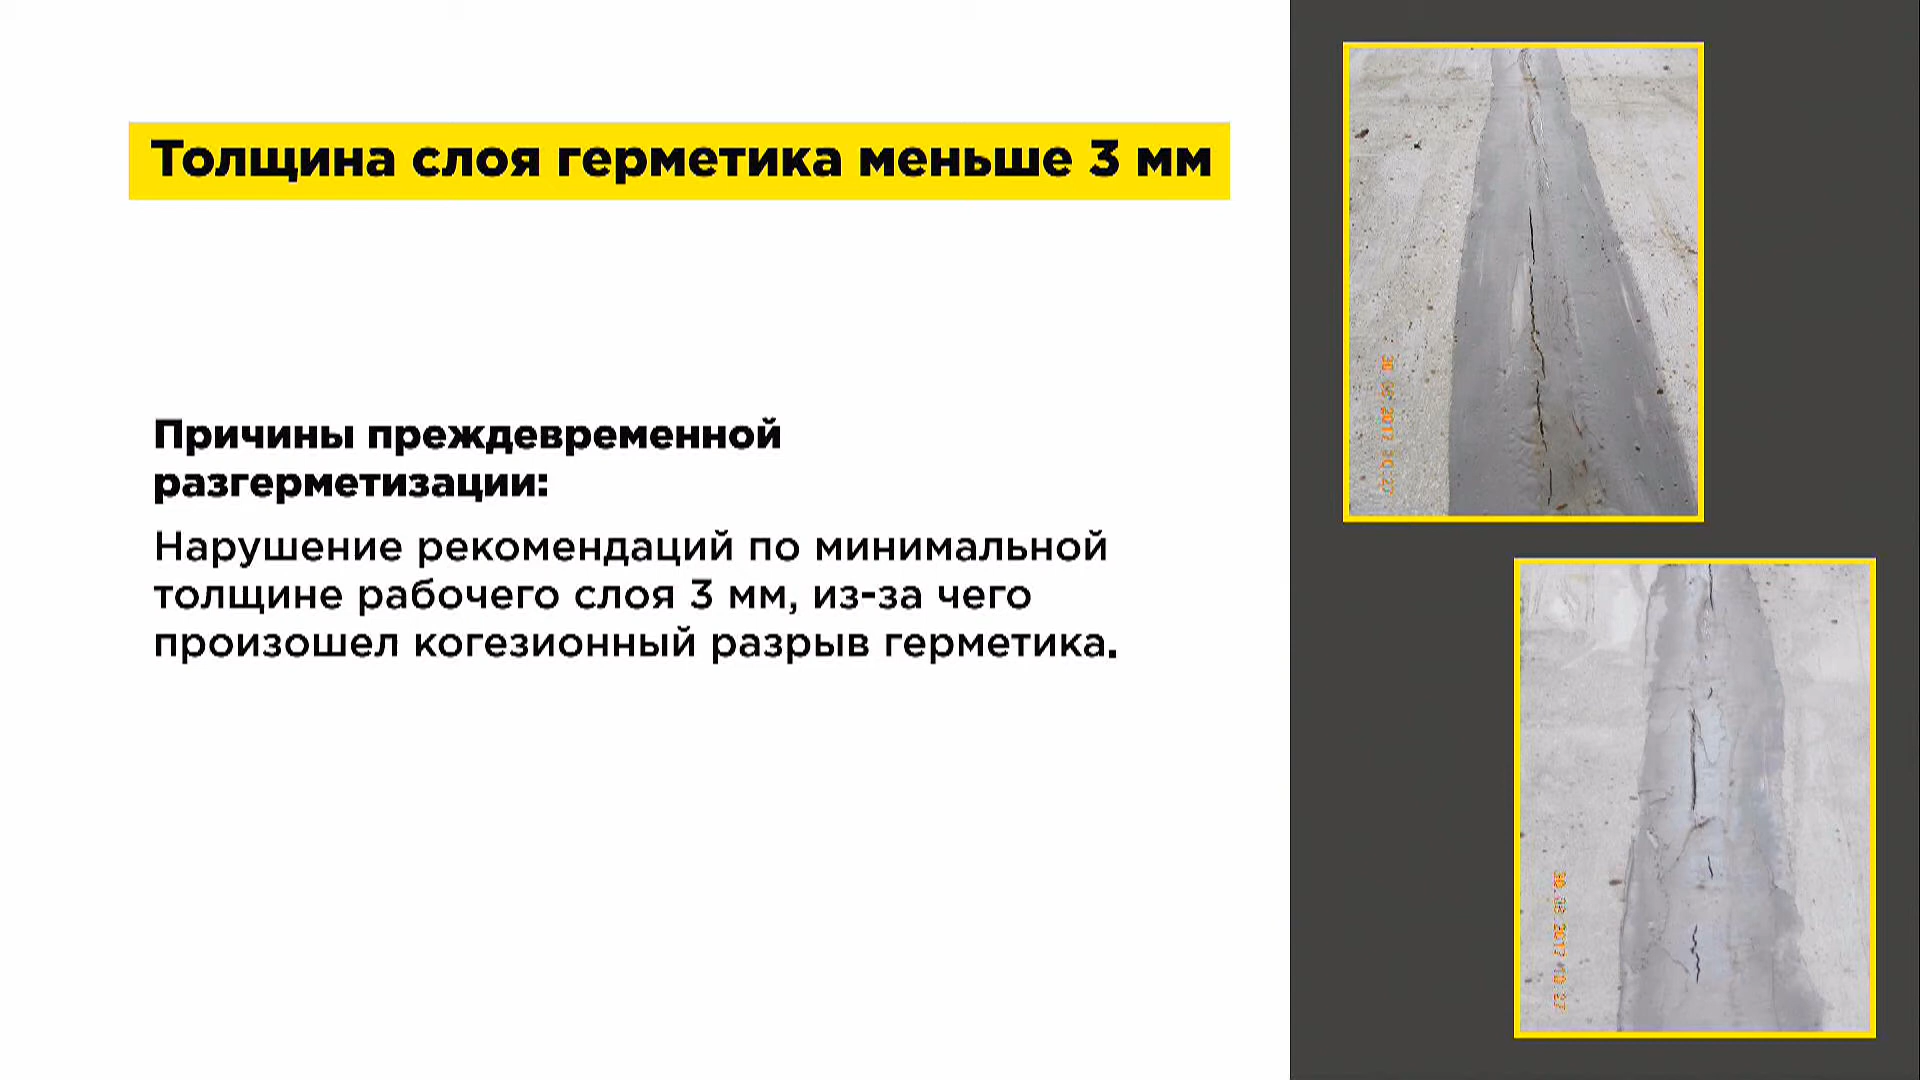 Толщина слоя герметика меньше 3 мм
Причины преждевременной
разгерметизации:
Нарушение рекомендаций по минимальной
толщине рабочего слоя 3 мм, из-за чего
произошел когезионный разрыв герметика.